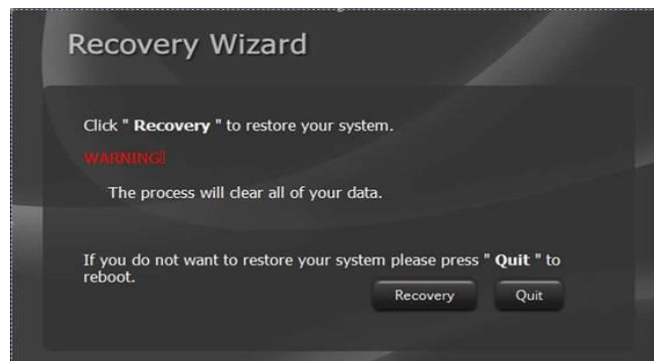 Recovery Wizard
Click " Recovery " to restore your system.
WARNING!
The process will clear all of your data.
If you do not want to restore your system please press " Quit " to
reboot.
Recovery Quit